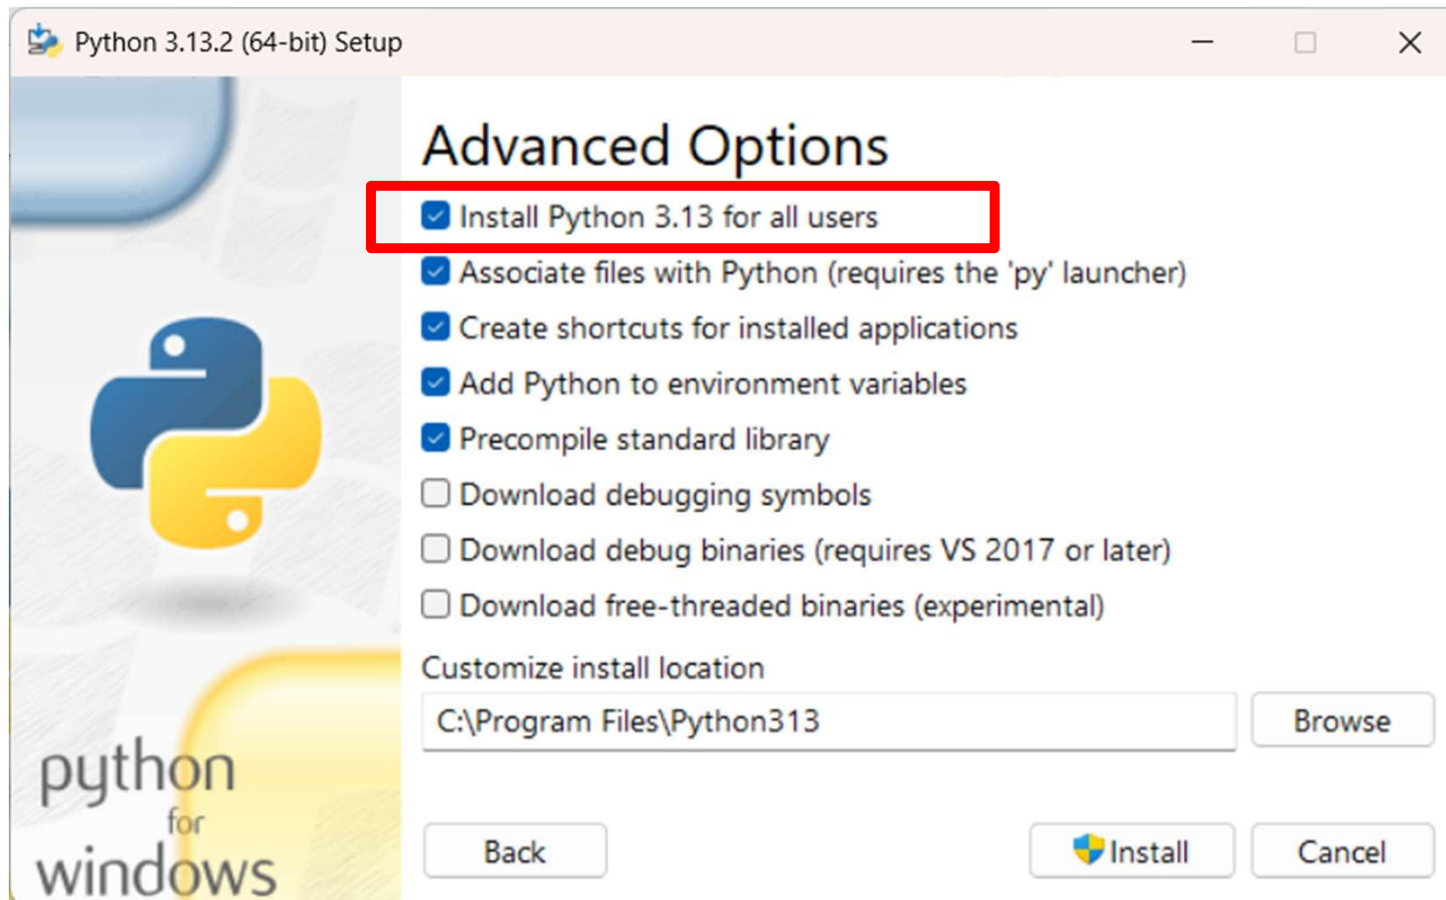 Python 3.13.2 (64-bit) Setup
Advanced Options
Install Python 3.13 for all users
Associate files with Python (requires the 'py' launcher)
Create shortcuts for installed applications
Add Python to environment variables
Precompile standard library
Download debugging symbols
Download debug binaries (requires VS 2017 or later)
Download free-threaded binaries (experimental)
Customize install location
C:\Program Files\Python313
Browse
python
for
windows
Back
Install
Cancel